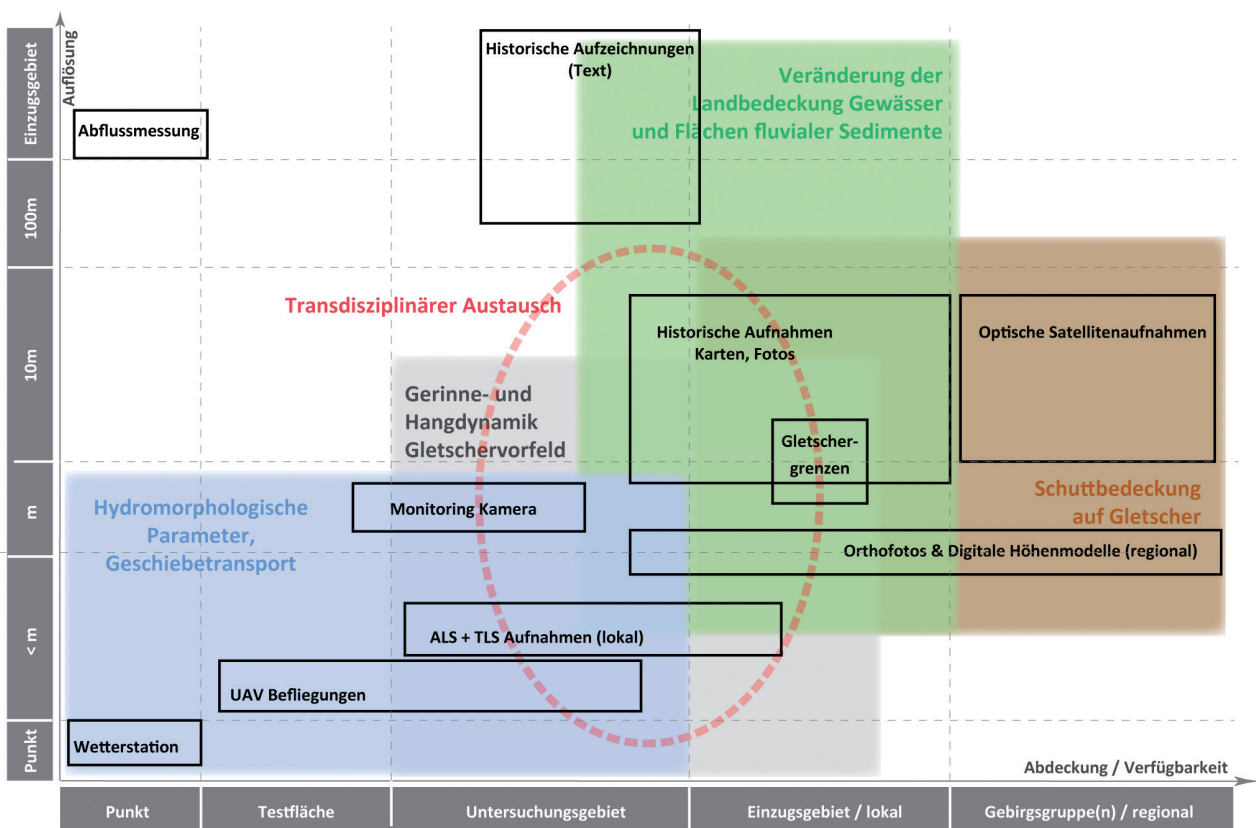 Auflösung
Einzugsgebiet
100m
10m
m
< m
Punkt
Historische Aufzeichnungen
(Text)
Abflussmessung
Veränderung der
Landbedeckung Gewässer
und Flächen fluvialer Sedimente
Transdisziplinärer Austausch
Historische Aufnahmen
Karten, Fotos
Optische Satellitenaufnahmen
Gerinne- und
Hangdynamik
Gletschervorfeld
Gletscher-
grenzen
Hydromorphologische
Parameter,
Geschiebetransport
Monitoring Kamera
Schuttbedeckung
auf Gletscher
Orthofotos & Digitale Höhenmodelle (regional)
ALS + TLS Aufnahmen (lokal)
UAV Befliegungen
Wetterstation
Abdeckung / Verfügbarkeit
Punkt
Testfläche
Untersuchungsgebiet
Einzugsgebiet / lokal
Gebirgsgruppe(n) / regional